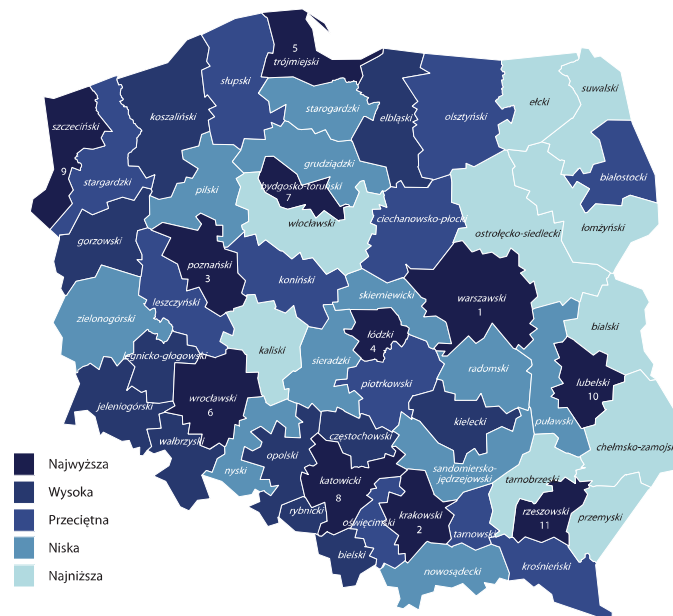 5
trójmiejski
słupski
koszaliński
starogardzki
elbląski
olsztyński
ełcki
suwalski
szczeciński
9
stargardzki
pilski
grudziądzki
bydgosko-toruński
7
włocławski
białostocki
ciechanowsko-płocki
ostrołęcko-siedlecki
łomżyński
gorzowski
poznański
3
leszczyński
koniński
skierniewicki
warszawski
1
zielonogórski
legnicko-głogowski
kaliski
sieradzki
łódzki
4
piotrkowski
radomski
bialski
lubelski
10
puławski
jeleniogórski
wrocławski
6
wałbrzyski
nyski
opolski
częstochowski
kielecki
sandomiersko-
jędrzejowski
chełmsko-zamojsk
tarnobrzeski
katowicki
8
rybnicki
bielski
oświęcimski
krakowski
2
tarnowski
nowosądecki
rzeszowski
11
przemyski
krośnieński
Najwyższa
Wysoka
Przeciętna
Niska
Najniższa